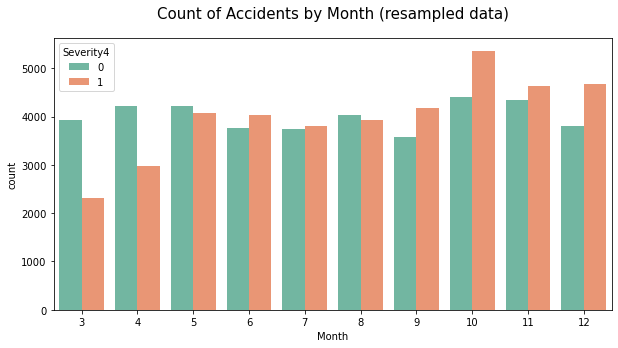 Count of Accidents by Month (resampled data)
Severity4
0
1
5000
4000
3000
2000
1000
0
count
3 4 5 6 7 8 9 10 11 12
Month